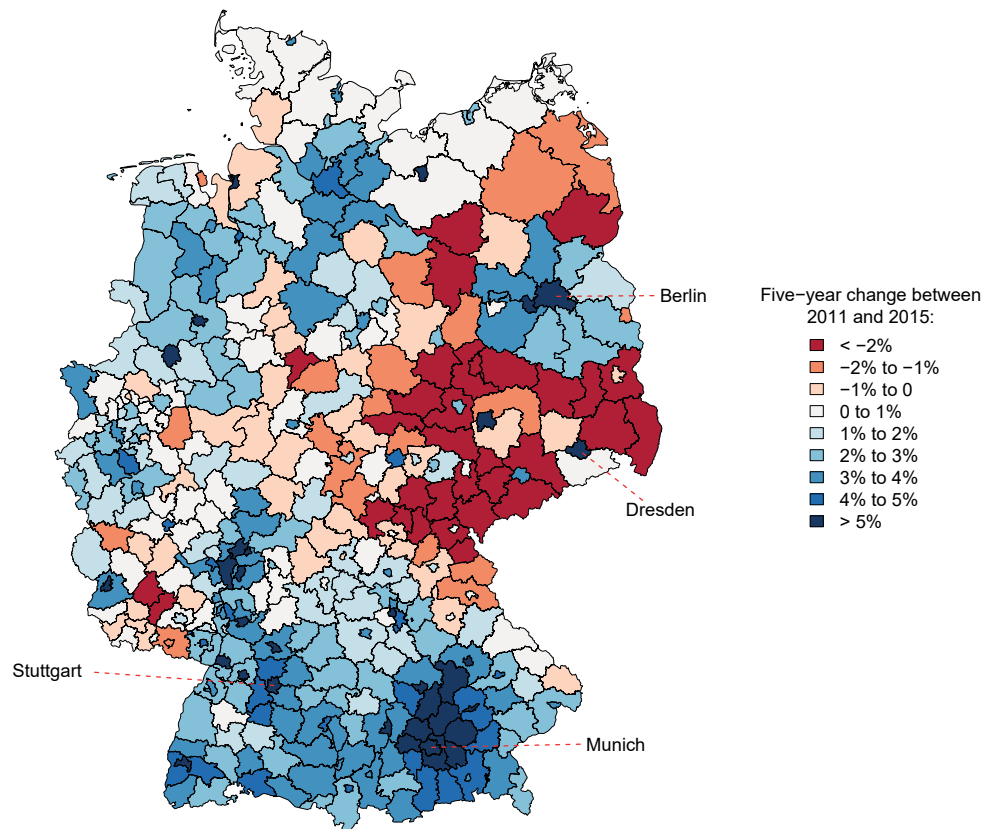 Berlin
Five−year change between
2011 and 2015:
< −2%
−2% to −1%
−1% to 0
0 to 1%
1% to 2%
2% to 3%
3% to 4%
4% to 5%
> 5%
Dresden
Stuttgart
Munich